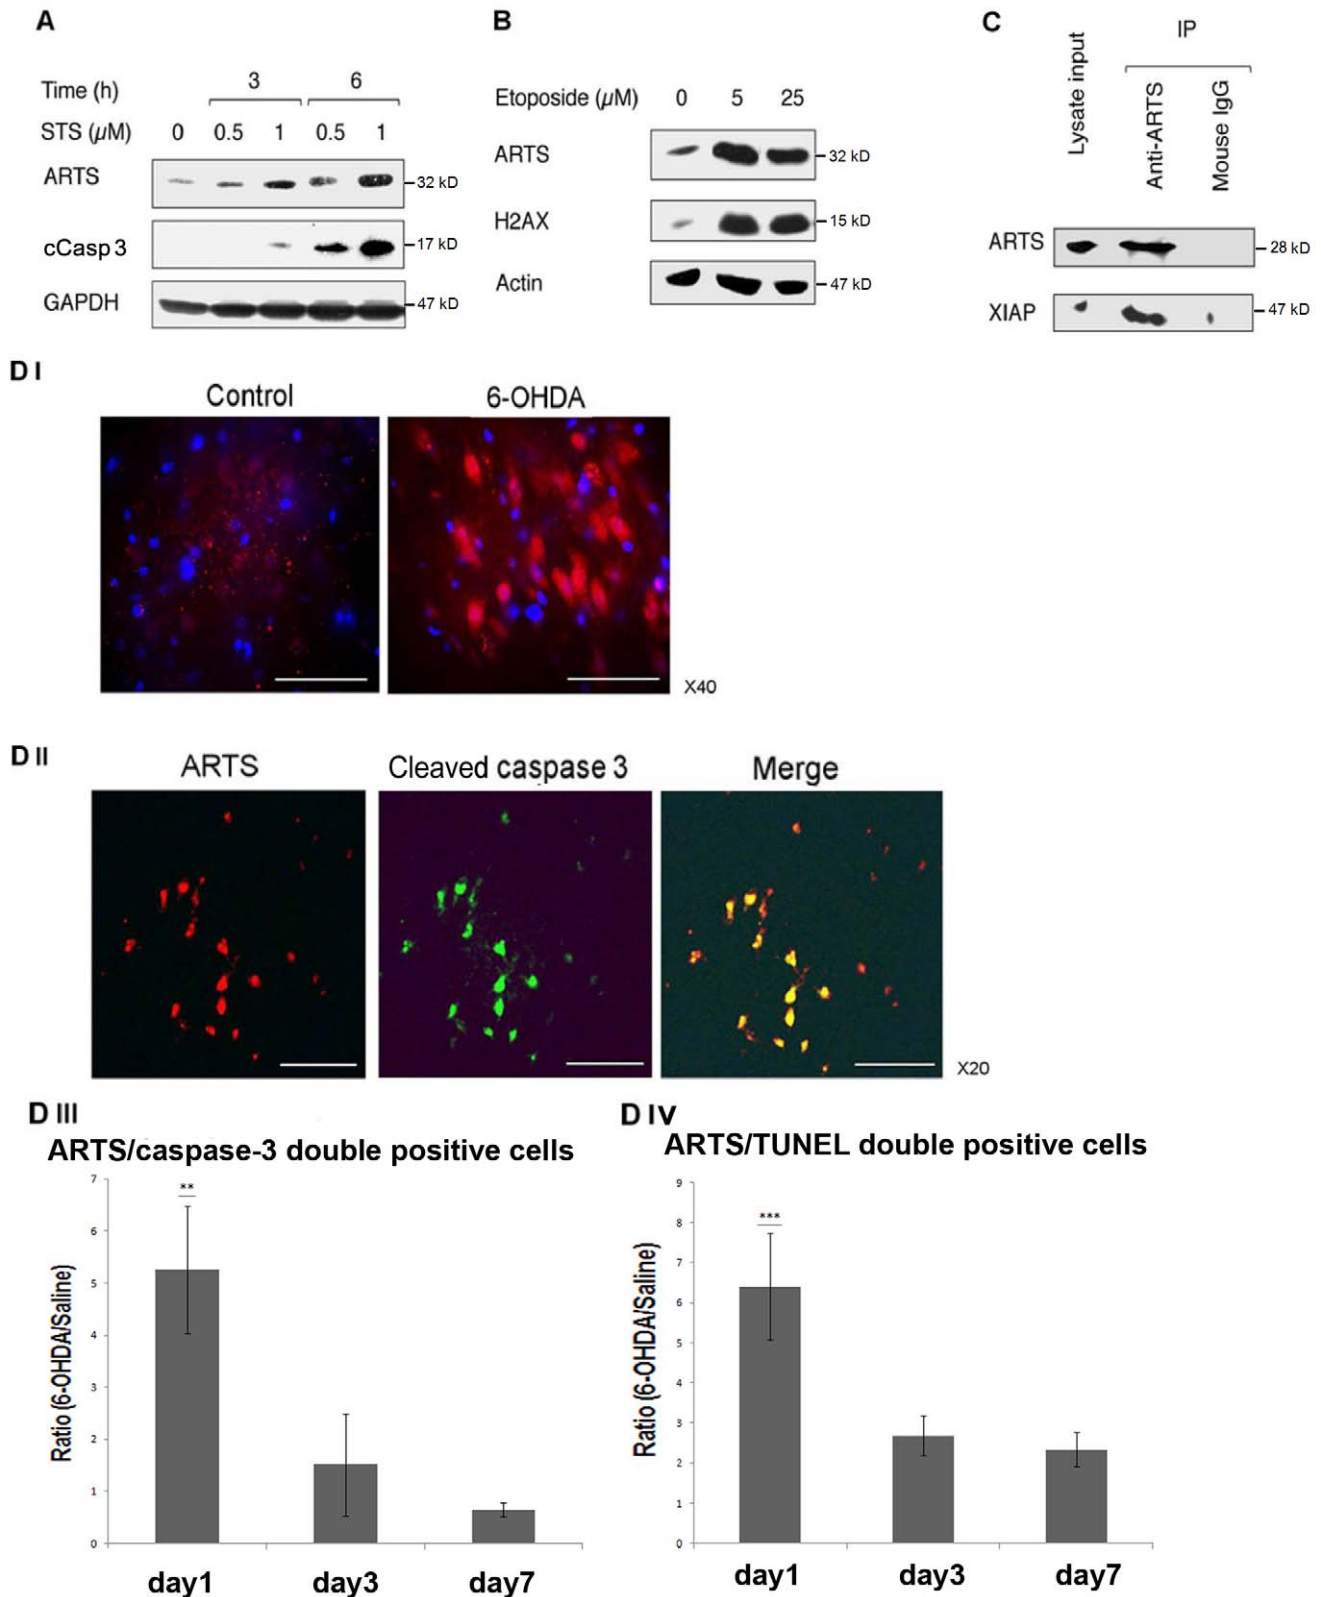 A
Time (h) 3 6
STS (µM) 0 0.5 1 0.5 1
ARTS 32 kD
cCasp 3 17 kD
GAPDH 47 kD
B
Etoposide (µM) 0 5 25
ARTS 32 kD
H2AX 15 kD
Actin 47 kD
C
IP
Lysate input
Anti-ARTS
Mouse IgG
ARTS 28 kD
XIAP 47 kD
D I
Control 6-OHDA
X40
D II
ARTS Cleaved caspase 3 Merge
X20
D III
ARTS/caspase-3 double positive cells
Ratio (6-OHDA/Saline)
7
6
5
4
3
2
1
0
**
day1 day3 day7
D IV
ARTS/TUNEL double positive cells
Ratio (6-OHDA/Saline)
9
8
7
6
5
4
3
2
1
0
***
day1 day3 day7